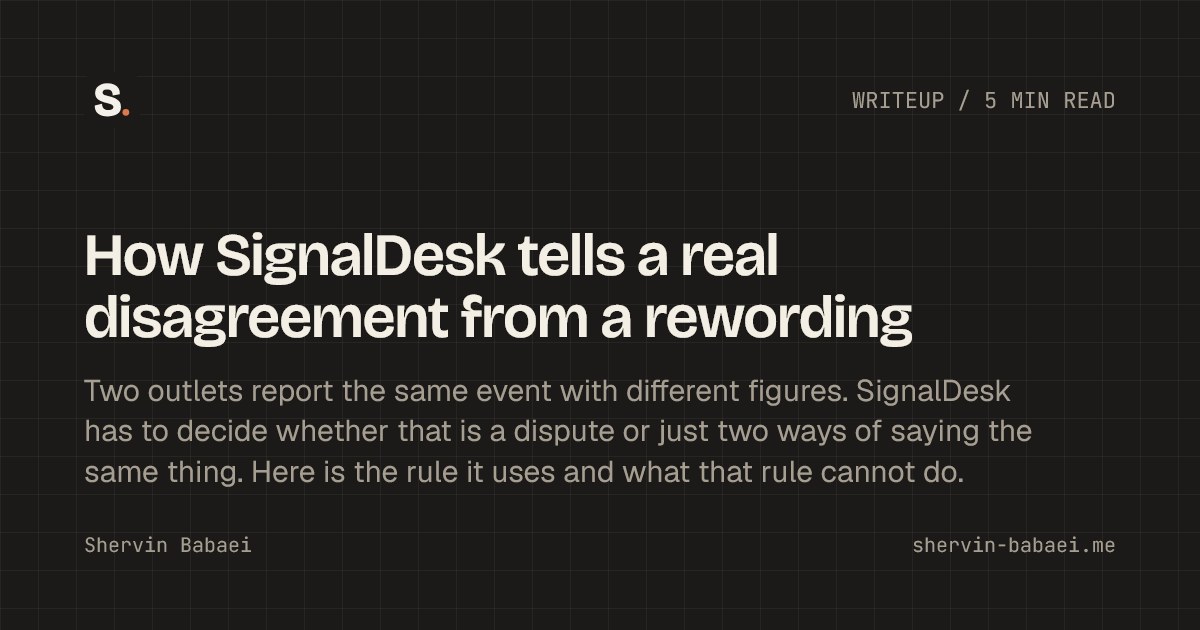 S.
WRITEUP / 5 MIN READ
How SignalDesk tells a real
disagreement from a rewording
Two outlets report the same event with different figures. SignalDesk
has to decide whether that is a dispute or just two ways of saying the
same thing. Here is the rule it uses and what that rule cannot do.
Shervin Babaei
shervin-babaei.me